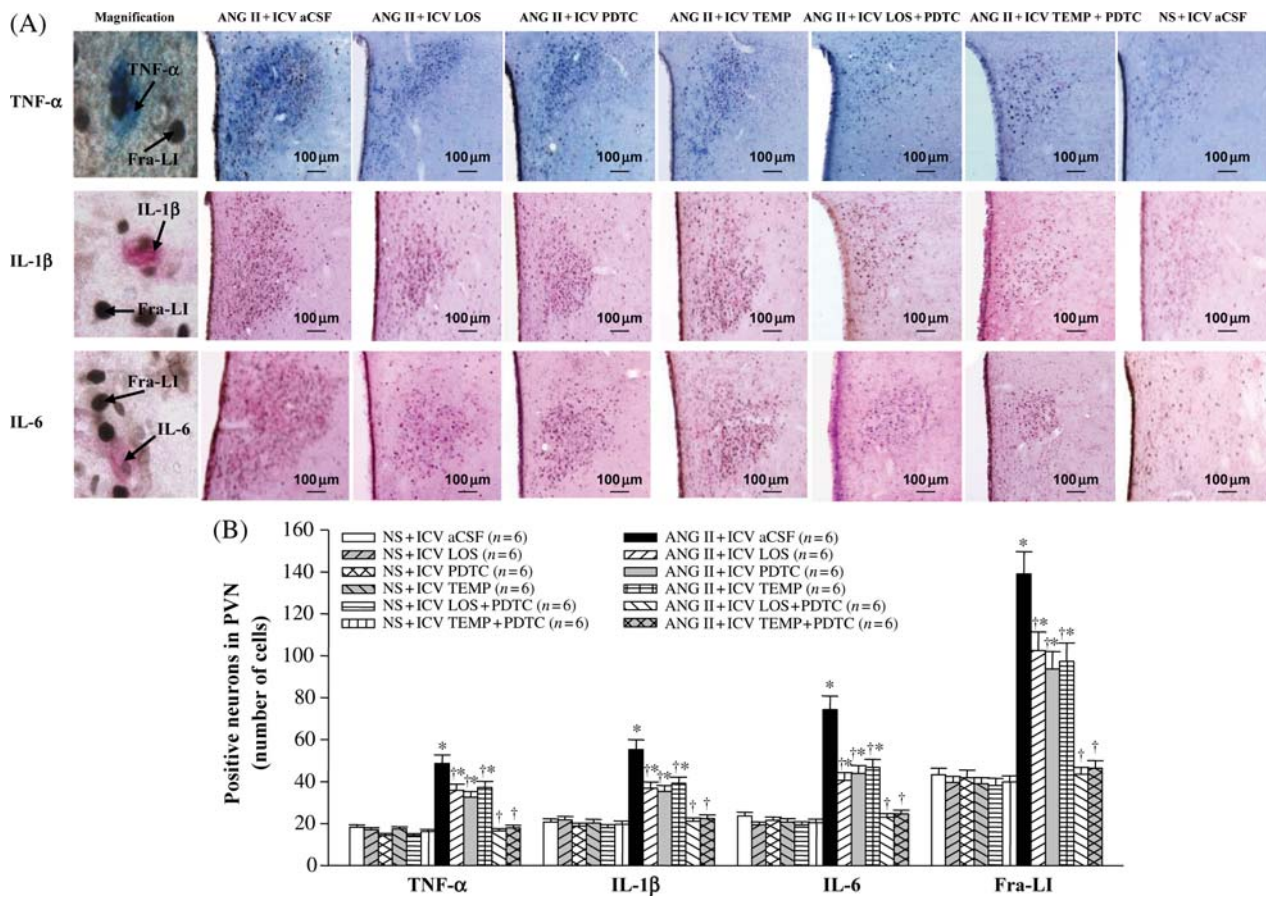 (A)
Magnification
ANG II+ICV aCSF
ANG II+ICV LOS
ANG II+ICV PDTC
ANG II+ICV TEMP
ANG II+ICV LOS+PDTC
ANG II+ICV TEMP+PDTC
NS+ICV aCSF
TNF-α
TNF-α
Fra-LI
100 μm
100 μm
100 μm
100 μm
100 μm
100 μm
100 μm
IL-1β
IL-1β
Fra-LI
100 μm
100 μm
100 μm
100 μm
100 μm
100 μm
100 μm
IL-6
Fra-LI
IL-6
100 μm
100 μm
100 μm
100 μm
100 μm
100 μm
100 μm
(B)
Positive neurons in PVN
(number of cells)
160
140
120
100
80
60
40
20
0
NS+ICV aCSF (n=6)
NS+ICV LOS (n=6)
NS+ICV PDTC (n=6)
NS+ICV TEMP (n=6)
NS+ICV LOS+PDTC (n=6)
NS+ICV TEMP+PDTC (n=6)
ANG II+ICV aCSF (n=6)
ANG II+ICV LOS (n=6)
ANG II+ICV PDTC (n=6)
ANG II+ICV TEMP (n=6)
ANG II+ICV LOS+PDTC (n=6)
ANG II+ICV TEMP+PDTC (n=6)
* †* †* †* † †
* †* †* †* † †
* †* †* †* † †
* †* †* †* † †
TNF-α
IL-1β
IL-6
Fra-LI